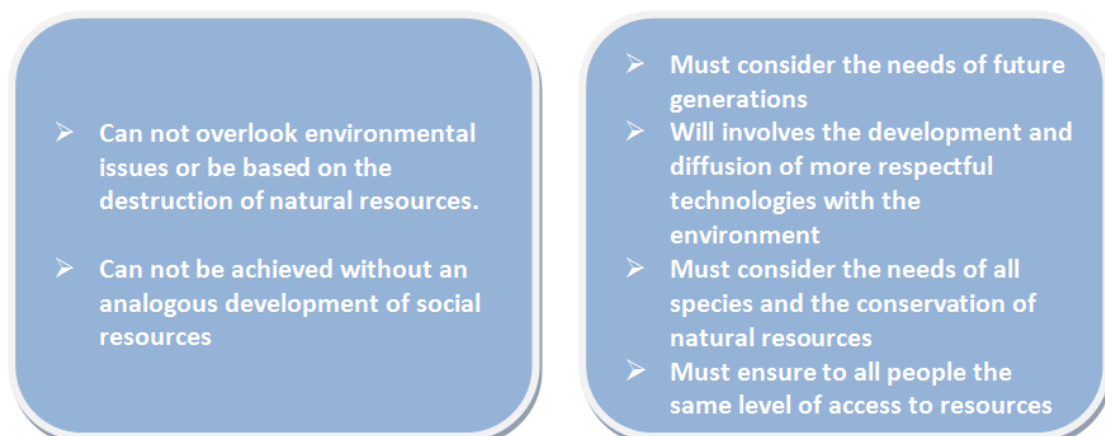 ➢ Can not overlook environmental
issues or be based on the
destruction of natural resources.
➢ Can not be achieved without an
analogous development of social
resources
➢ Must consider the needs of future
generations
➢ Will involves the development and
diffusion of more respectful
technologies with the
environment
➢ Must consider the needs of all
species and the conservation of
natural resources
➢ Must ensure to all people the
same level of access to resources